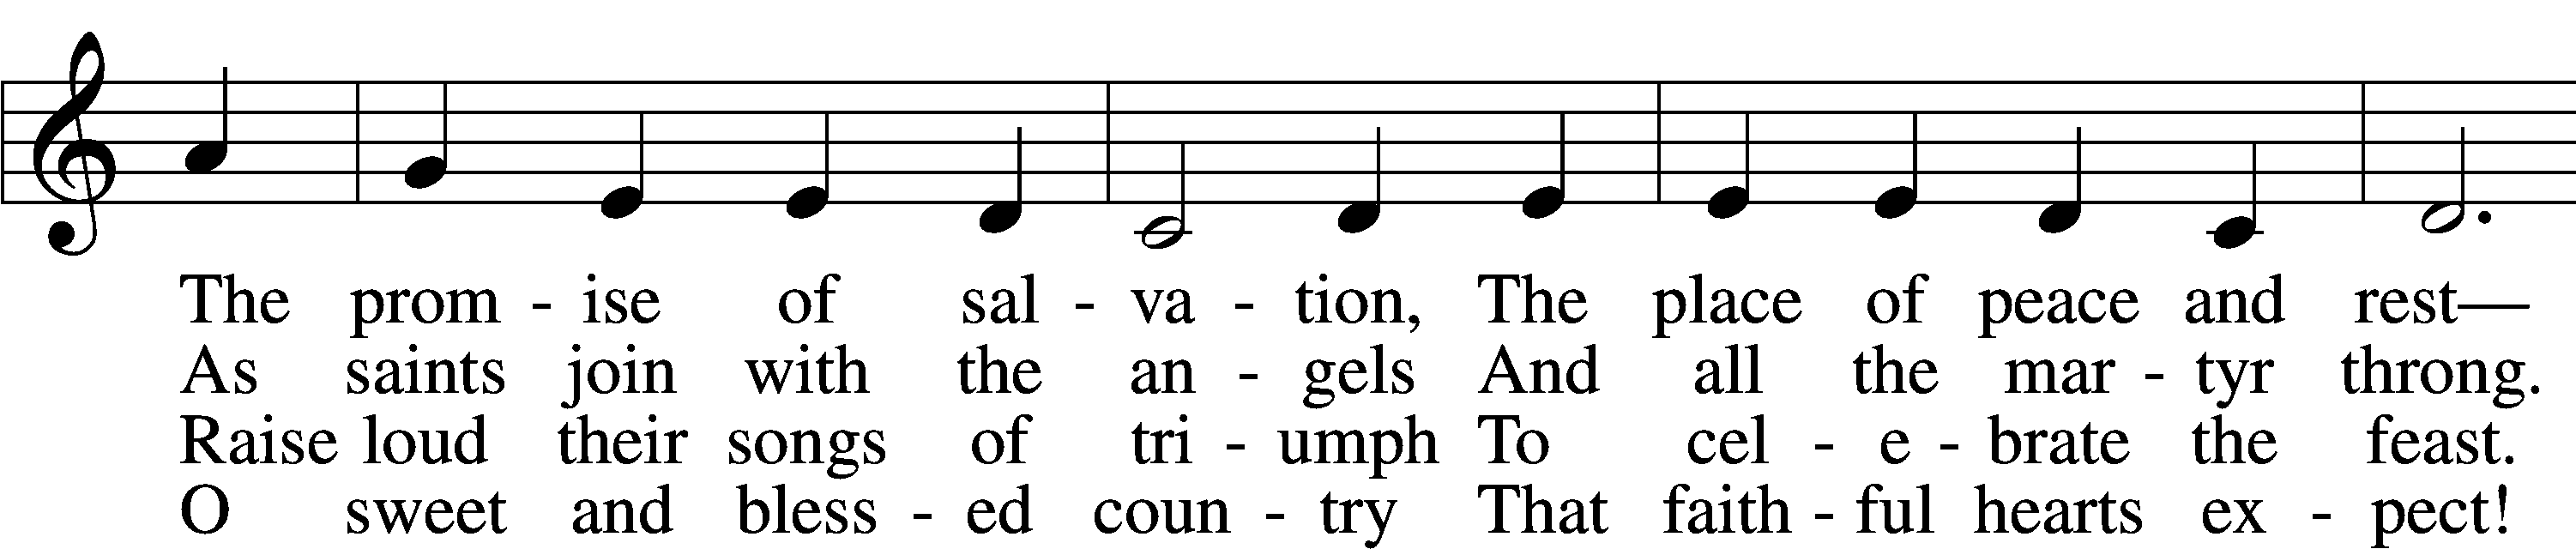 The prom - ise of sal - va - tion, The place of peace and rest—
As saints join with the an - gels And all the mar - tyr throng.
Raise loud their songs of tri - umph To cel - e - brate the feast.
O sweet and bless - ed coun - try That faith - ful hearts ex - pect!